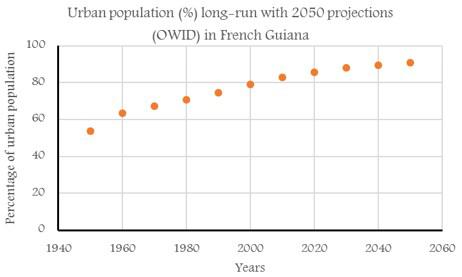 Urban population (%) long-run with 2050 projections
(OWID) in French Guiana
Percentage of urban population
100
80
60
40
20
0
1940 1960 1980 2000 2020 2040 2060
Years